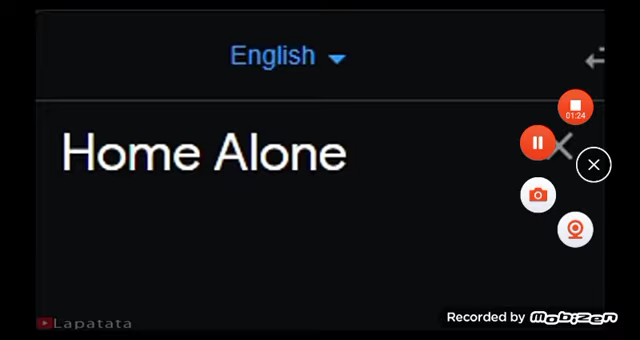 English
01:24
Home Alone
Lapatata
Recorded by Mobizen